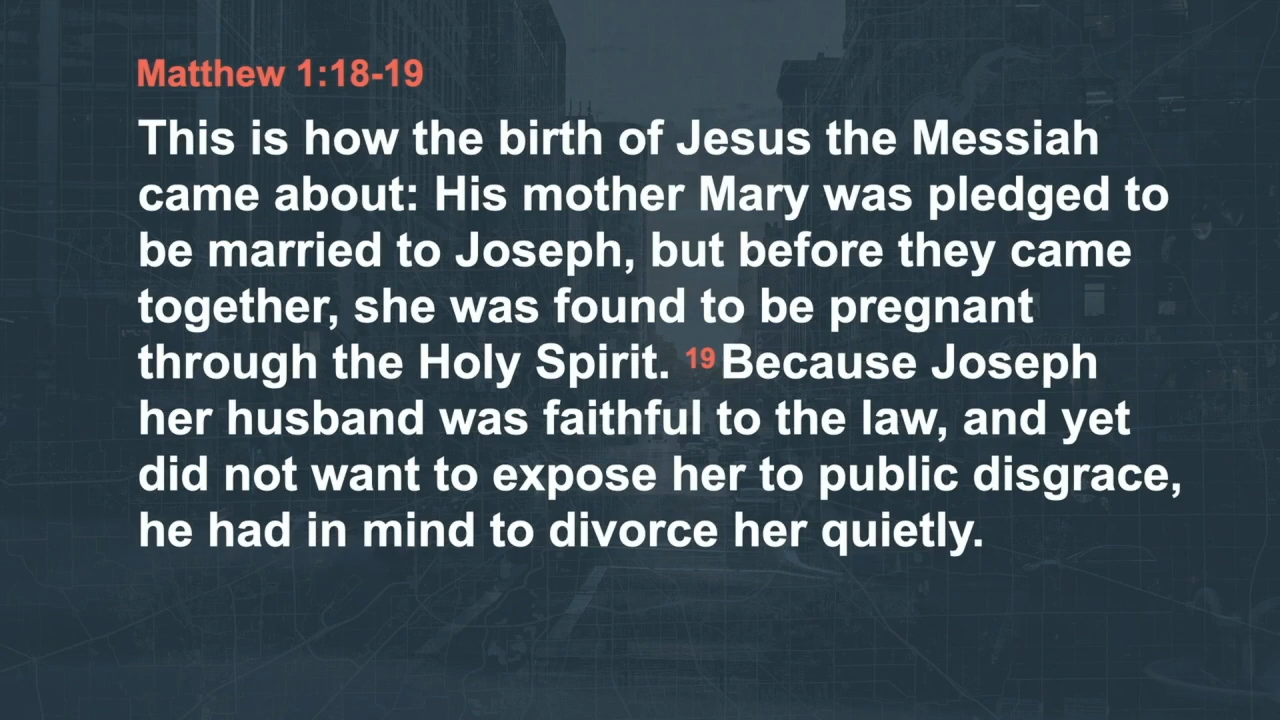 Matthew 1:18-19
This is how the birth of Jesus the Messiah
came about: His mother Mary was pledged to
be married to Joseph, but before they came
together, she was found to be pregnant
through the Holy Spirit. 19 Because Joseph
her husband was faithful to the law, and yet
did not want to expose her to public disgrace,
he had in mind to divorce her quietly.